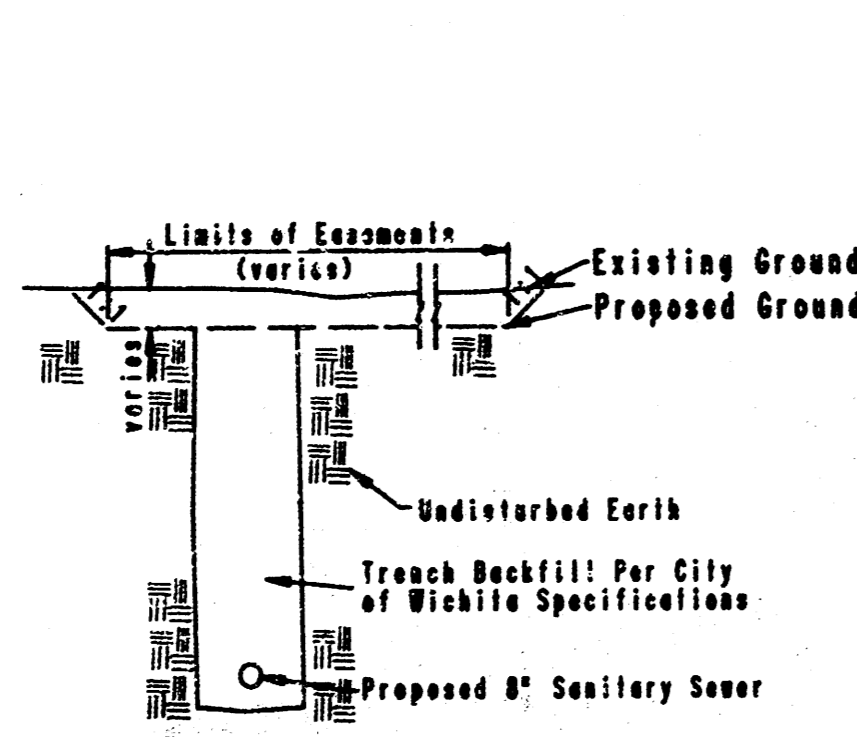 Limits of Easements
(varies)
Existing Ground
Proposed Ground
varies
Undisturbed Earth
Trench Backfill Per City
of Wichita Specifications
Proposed 8" Sanitary Sewer